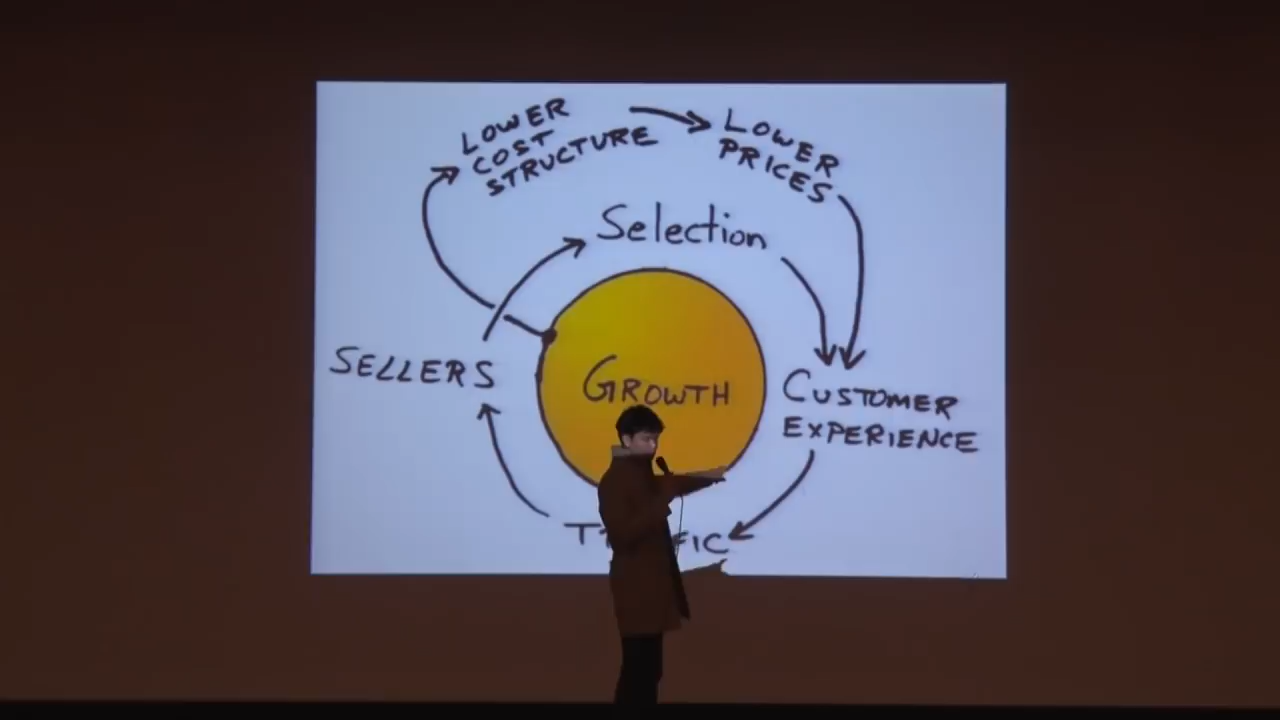 LOWER
COST
STRUCTURE
LOWER
PRICES
Selection
SELLERS
GROWTH
CUSTOMER
EXPERIENCE